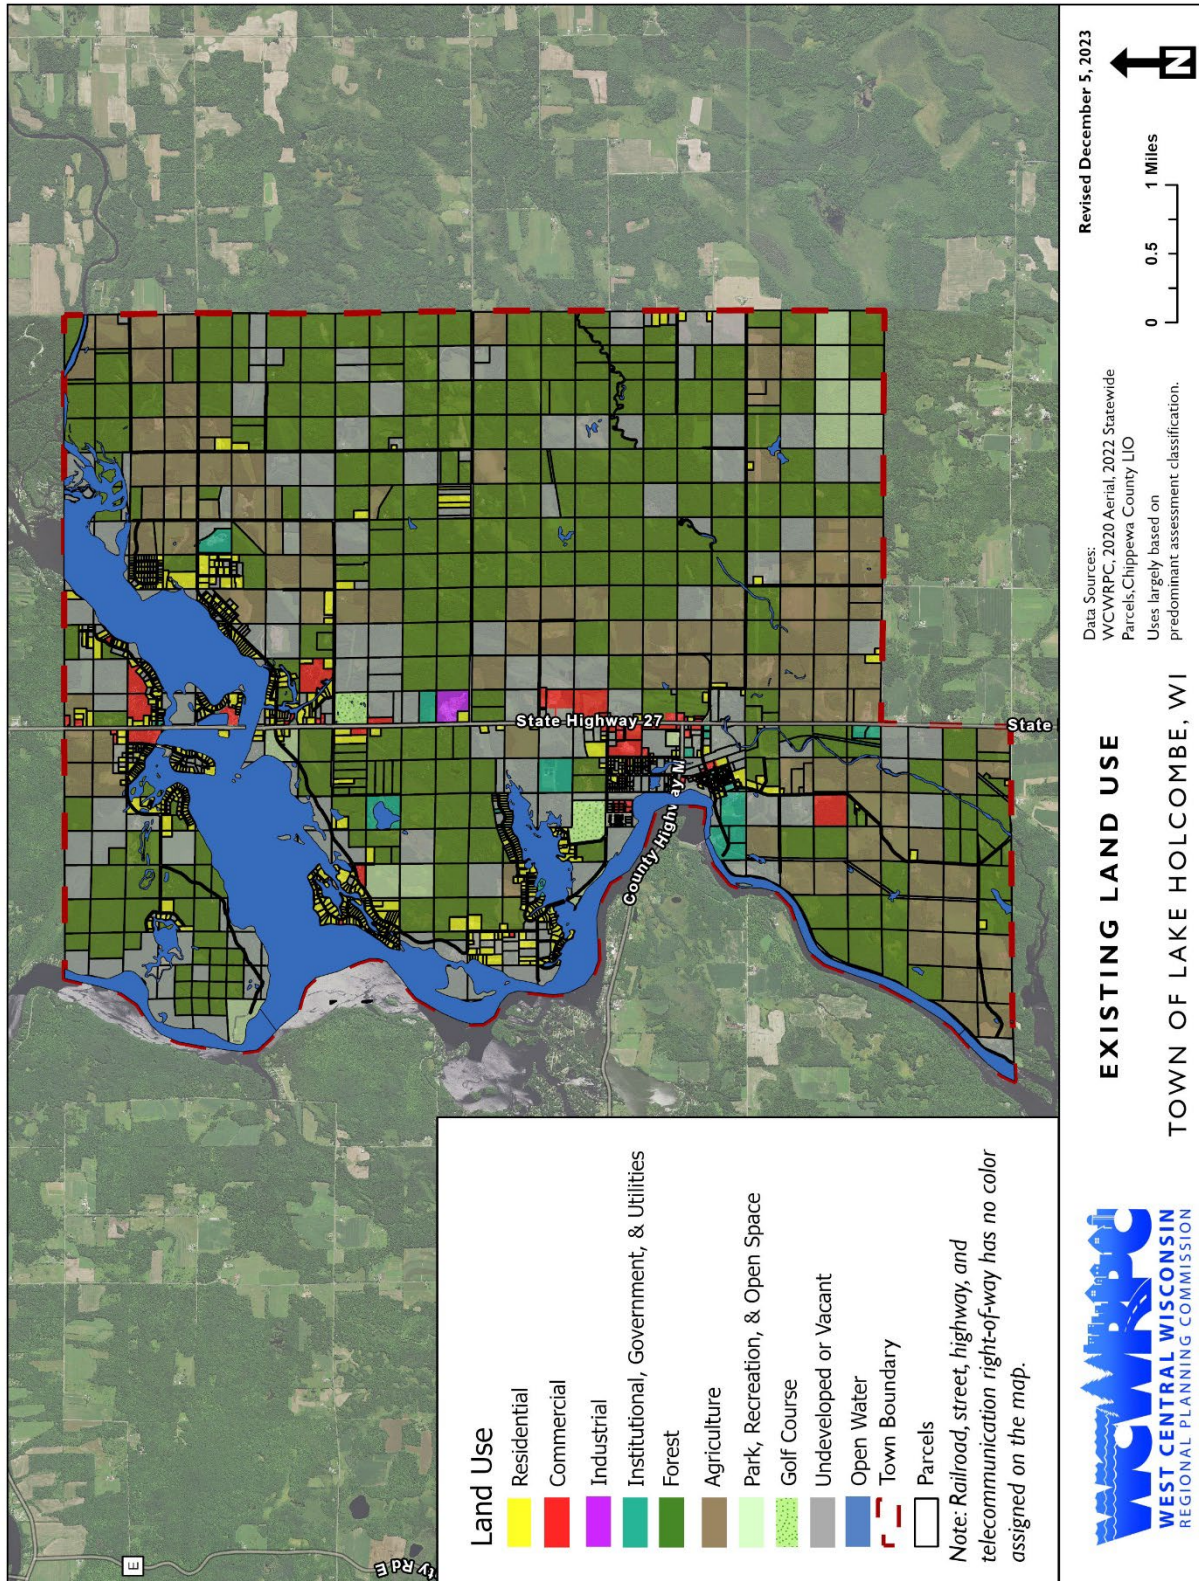 E
ty Rd E
State Highway 27
State
County Highway M
Land Use
Residential
Commercial
Industrial
Institutional, Government, & Utilities
Forest
Agriculture
Park, Recreation, & Open Space
Golf Course
Undeveloped or Vacant
Open Water
Town Boundary
Parcels
Note: Railroad, street, highway, and
telecommunication right-of-way has no color
assigned on the map.
WCWRPC
WEST CENTRAL WISCONSIN
REGIONAL PLANNING COMMISSION
EXISTING LAND USE
TOWN OF LAKE HOLCOMBE, WI
Data Sources:
WCWRPC, 2020 Aerial, 2022 Statewide
Parcels,Chippewa County LIO
Uses largely based on
predominant assessment classification.
Revised December 5, 2023
0 0.5 1 Miles
N